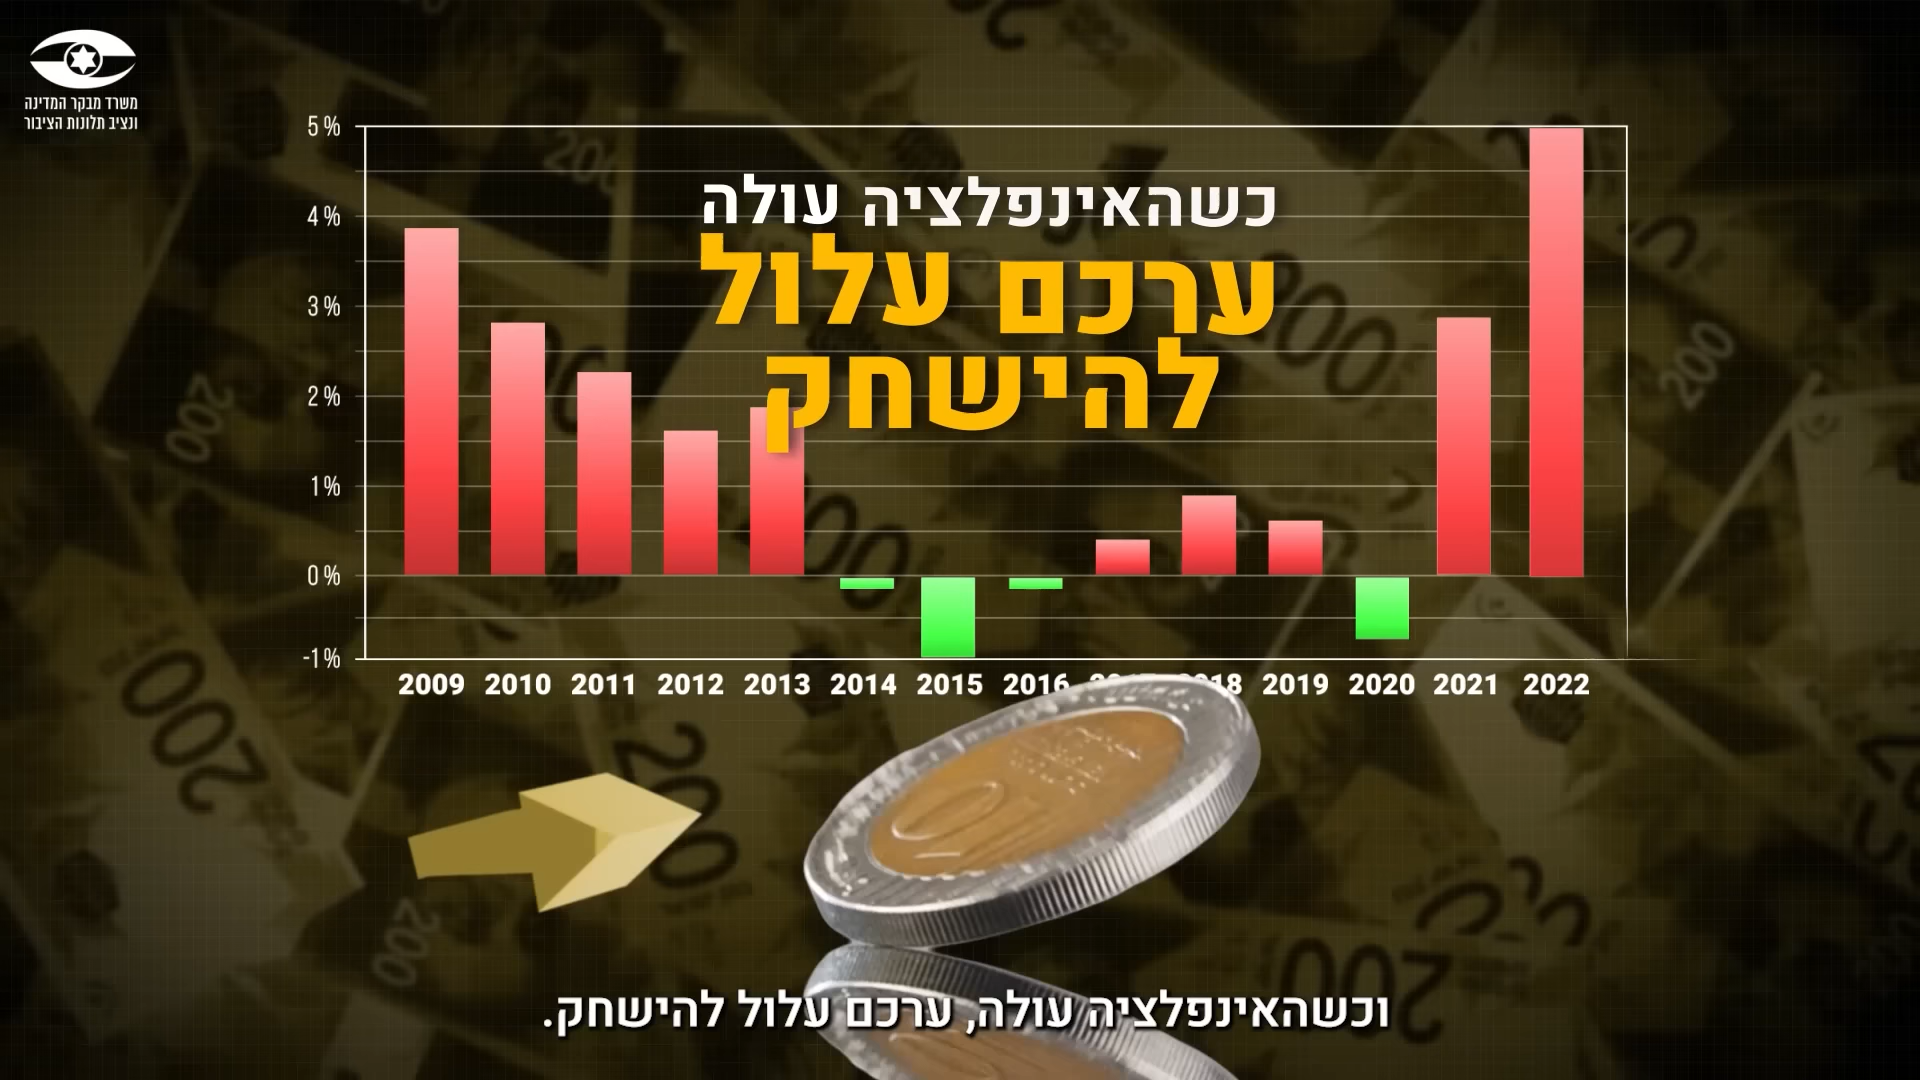 משרד מבקר המדינה
ונציב תלונות הציבור
כשהאינפלציה עולה
ערכם עלול
להישחק
5%
4%
3%
2%
1%
0%
-1%
2009 2010 2011 2012 2013 2014 2015 2016 2019 2020 2021 2022
וכשהאינפלציה עולה, ערכם עלול להישחק.